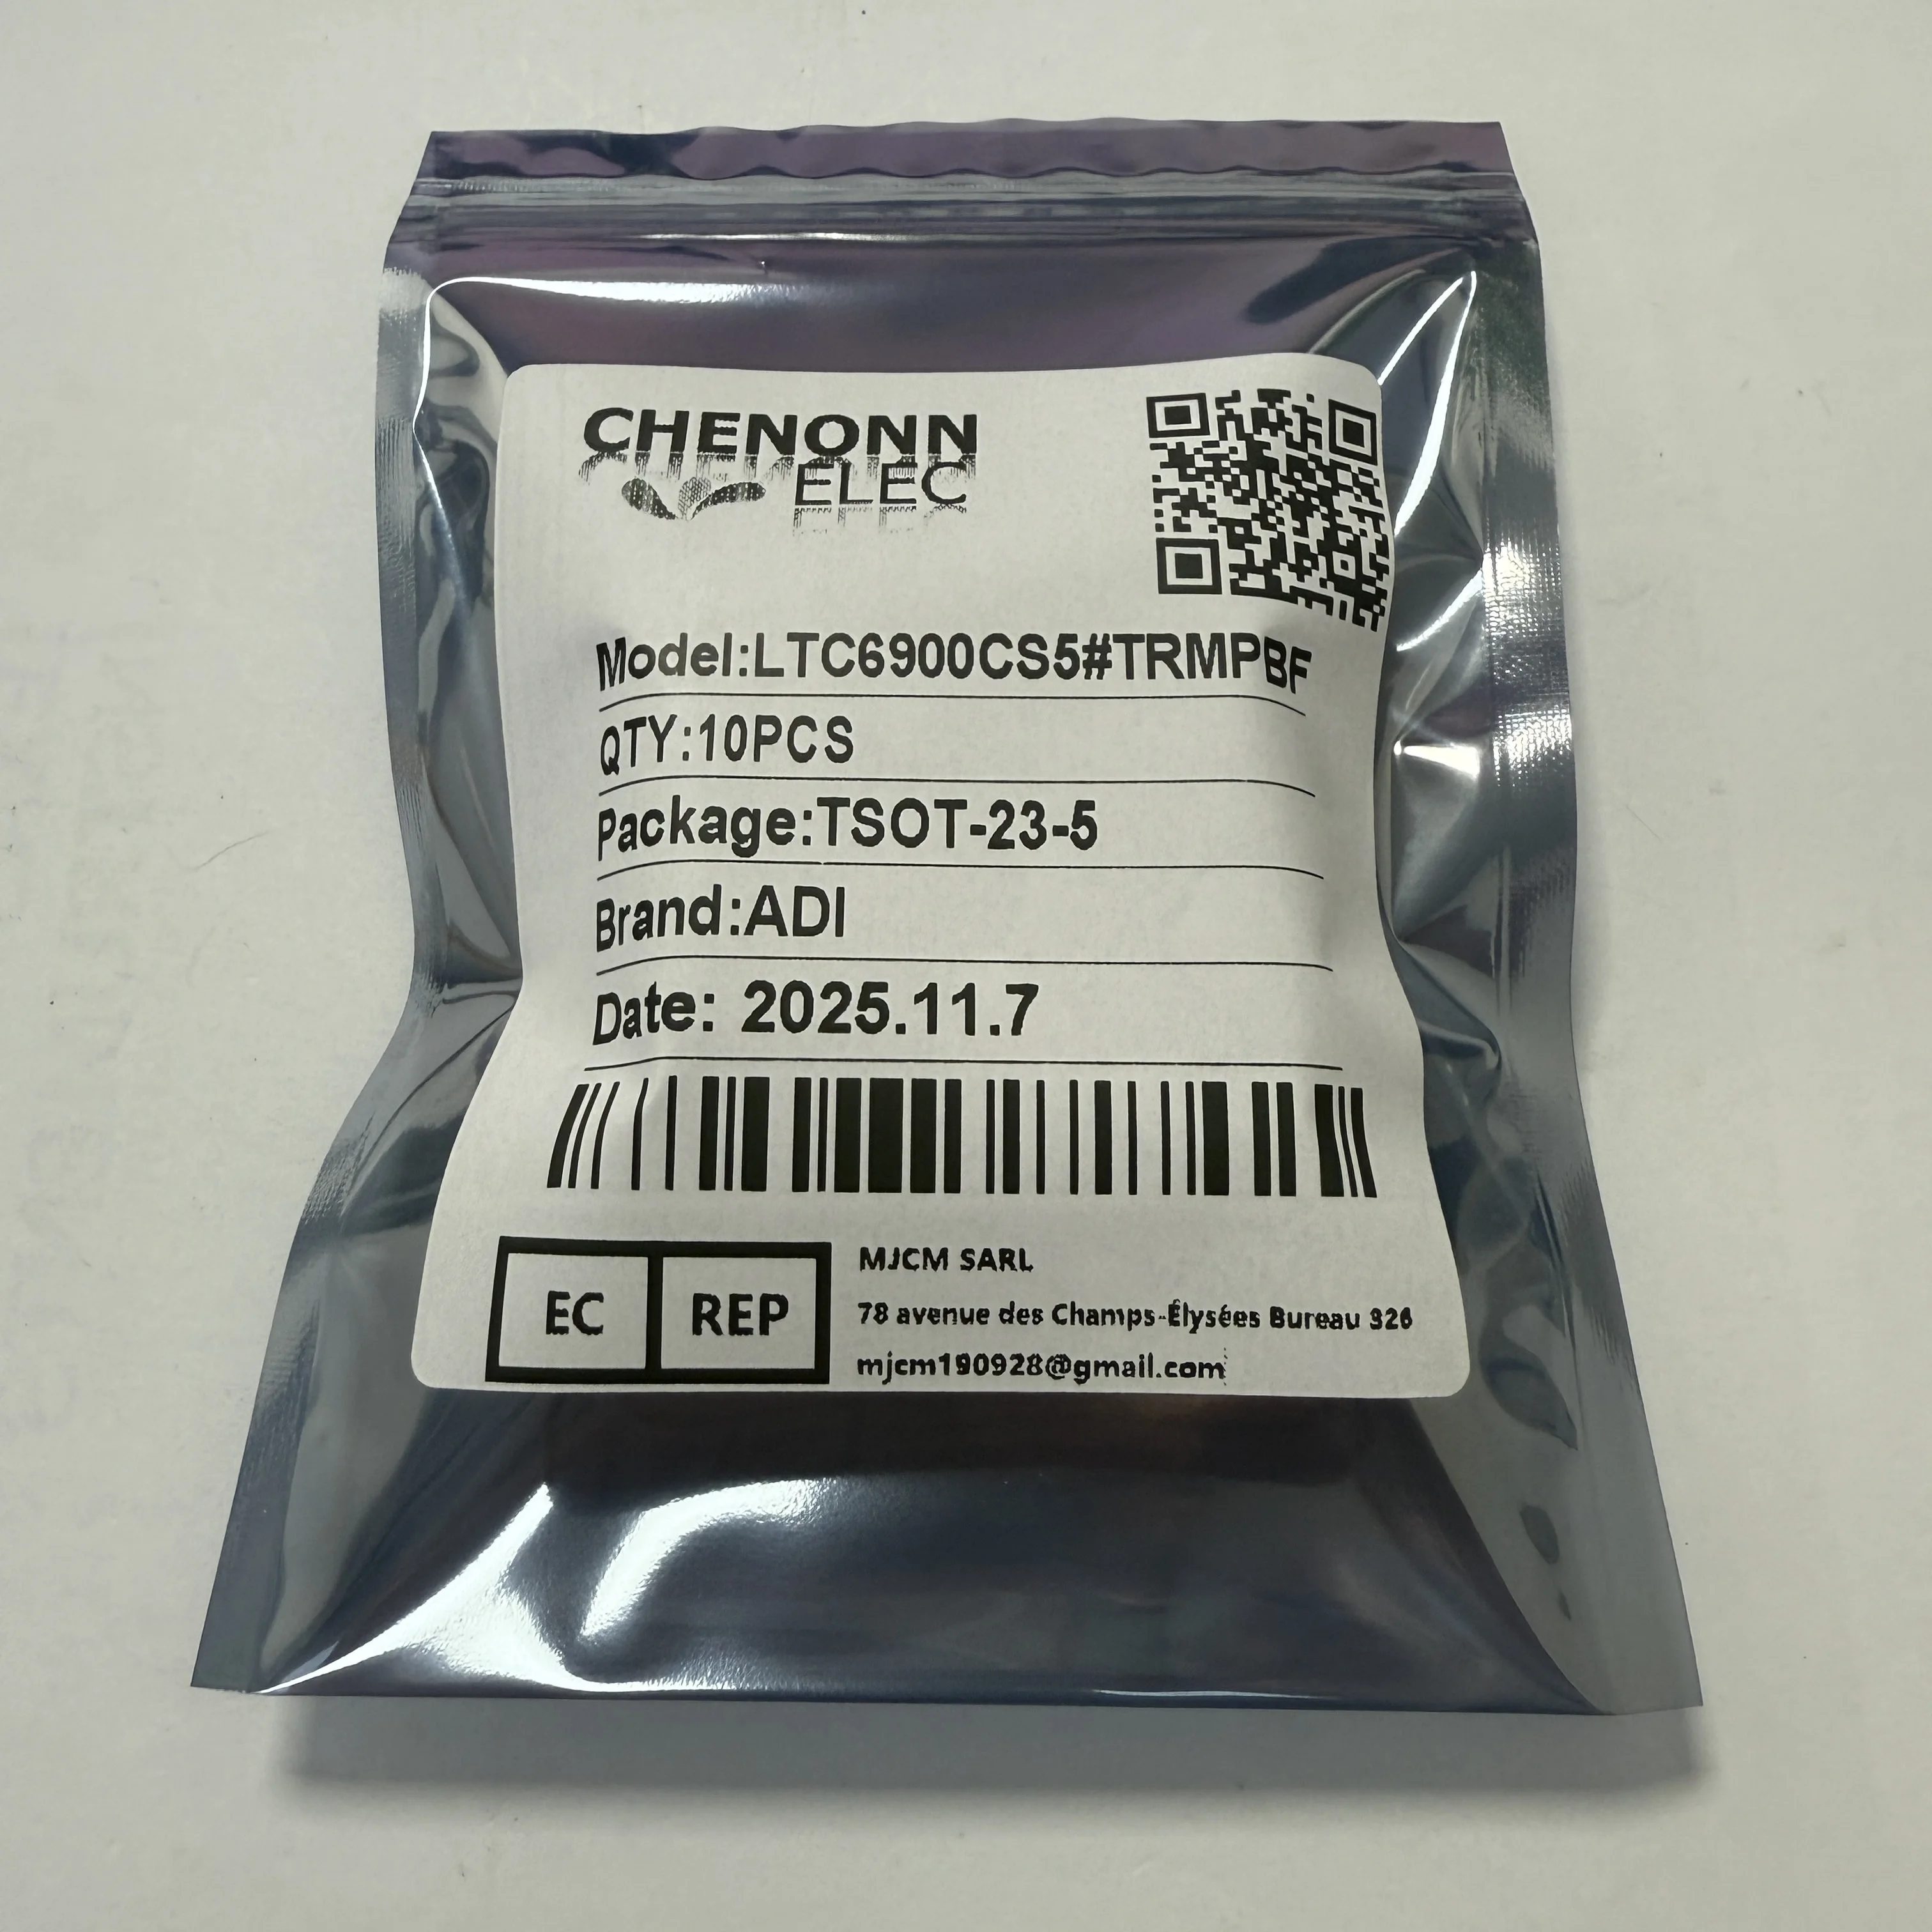 CHENONN
ELEC
Model:LTC6900CS5#TRMPBF
QTY:10PCS
Package:TSOT-23-5
Brand:ADI
Date: 2025.11.7
EC REP
MJCM SARL
78 avenue des Champs-Élysées Bureau 326
mjcm190928@gmail.com